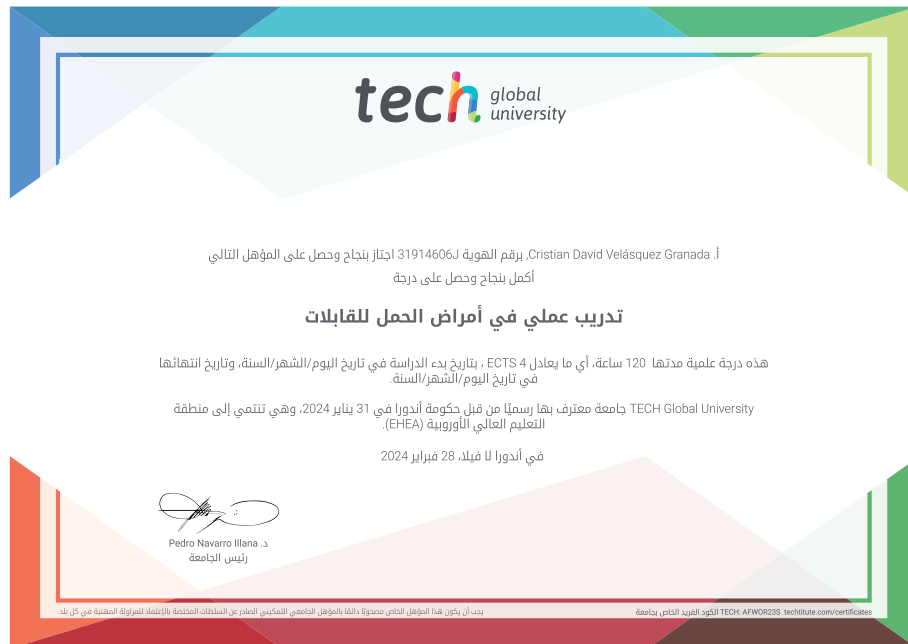 tech global university
أ. Cristian David Velásquez Granada, برقم الهوية 31914606J اجتاز بنجاح وحصل على المؤهل التالي
أكمل بنجاح وحصل على درجة
تدريب عملي في أمراض الحمل للقابلات
هذه درجة علمية مدتها 120 ساعة، أي ما يعادل 4 ECTS ، بتاريخ بدء الدراسة في تاريخ اليوم/الشهر/السنة، وتاريخ انتهائها
في تاريخ اليوم/الشهر/السنة.
TECH Global University جامعة معترف بها رسميًا من قبل حكومة أندورا في 31 يناير 2024، وهي تنتمي إلى منطقة
التعليم العالي الأوروبية (EHEA).
في أندورا لا فيلا، 28 فبراير 2024
د. Pedro Navarro Illana
رئيس الجامعة
يجب أن يكون هذا المؤهل الخاص مصحوبًا دائمًا بالمؤهل الجامعي التمكيني الصادر عن السلطات المختصة بالإعتماد للمزاولة المهنية في كل بلد.
الكود الفريد الخاص بجامعة TECH: AFWOR23S techtitute.com/certificates